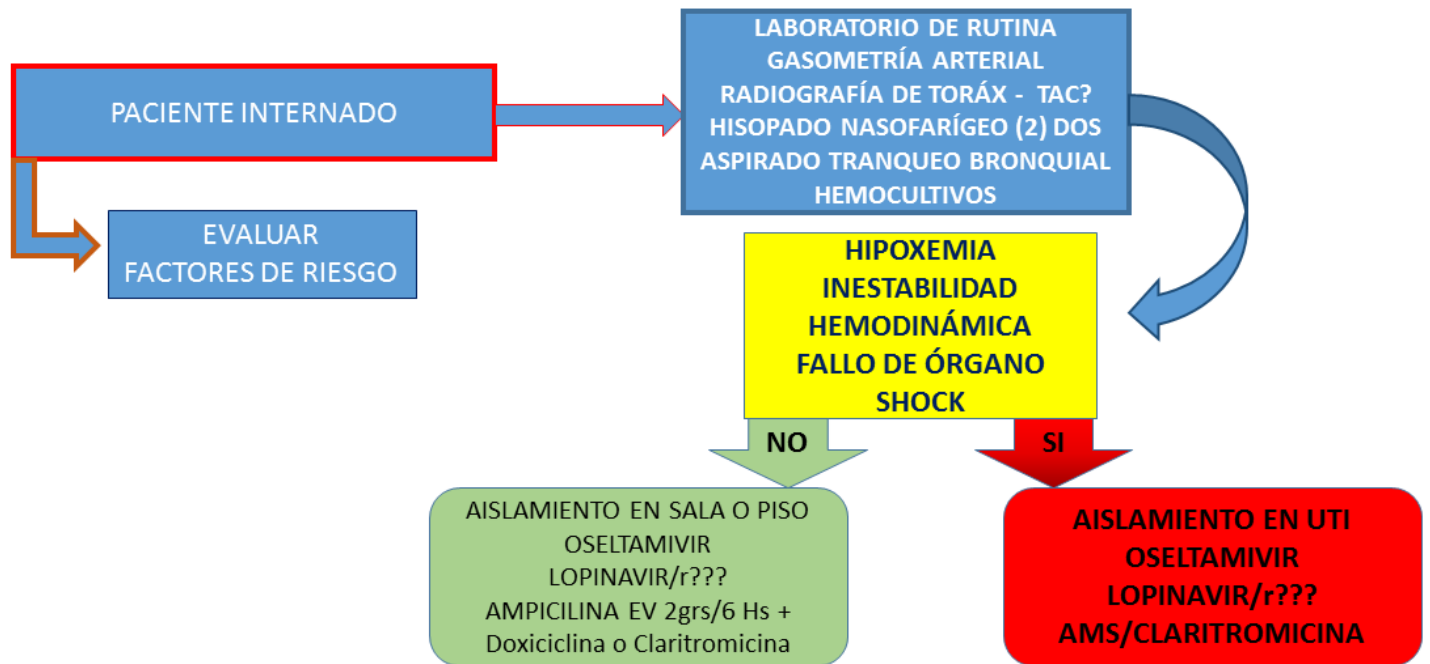 PACIENTE INTERNADO
EVALUAR
FACTORES DE RIESGO
LABORATORIO DE RUTINA
GASOMETRÍA ARTERIAL
RADIOGRAFÍA DE TORÁX - TAC?
HISOPADO NASOFARÍGEO (2) DOS
ASPIRADO TRANQUEO BRONQUIAL
HEMOCULTIVOS
HIPOXEMIA
INESTABILIDAD
HEMODINÁMICA
FALLO DE ÓRGANO
SHOCK
NO
SI
AISLAMIENTO EN SALA O PISO
OSELTAMIVIR
LOPINAVIR/r???
AMPICILINA EV 2grs/6 Hs +
Doxiciclina o Claritromicina
AISLAMIENTO EN UTI
OSELTAMIVIR
LOPINAVIR/r???
AMS/CLARITROMICINA